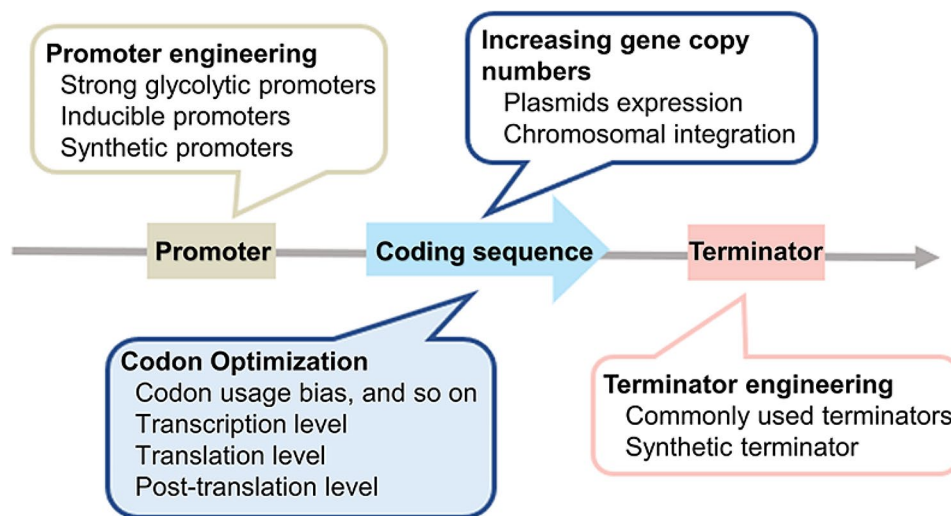 Promoter engineering
Strong glycolytic promoters
Inducible promoters
Synthetic promoters
Increasing gene copy
numbers
Plasmids expression
Chromosomal integration
Promoter
Coding sequence
Terminator
Codon Optimization
Codon usage bias, and so on
Transcription level
Translation level
Post-translation level
Terminator engineering
Commonly used terminators
Synthetic terminator